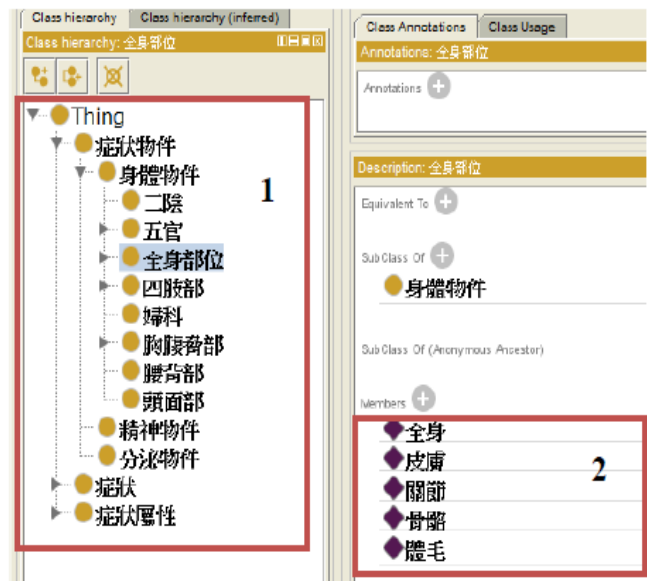 Class hierarchy
Class hierarchy (inferred)
Class hierarchy: 全身部位
Thing
症狀物件
身體物件
二陰
五官
全身部位
四肢部
婦科
胸腹脅部
腰背部
頭面部
精神物件
分泌物件
症狀
症狀屬性
1
Class Annotations
Class Usage
Annotations: 全身部位
Annotations
Description: 全身部位
Equivalent To
SubClass Of
身體物件
SubClass Of (Anonymous Ancestor)
Members
全身
皮膚
關節
骨骼
體毛
2